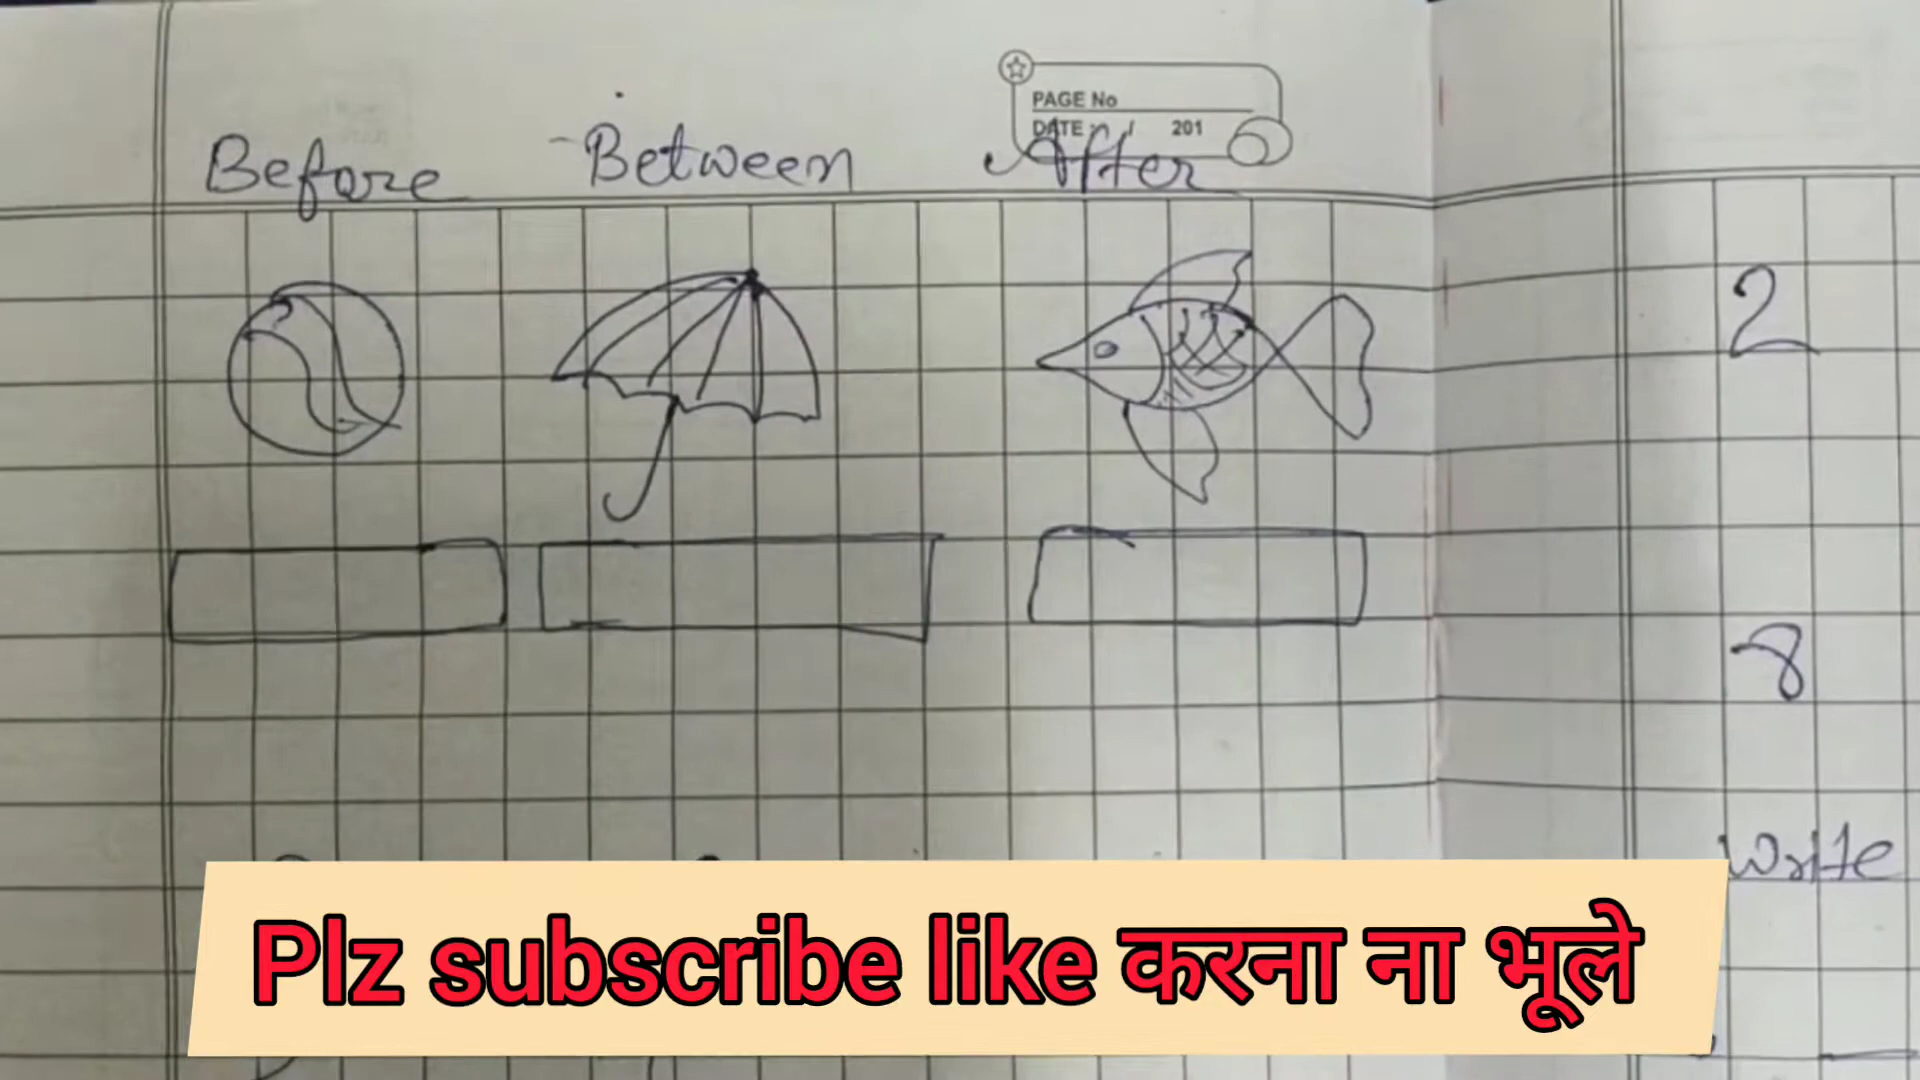 PAGE No
DATE : / 201
Before Between After
2
8
Write
Plz subscribe like करना ना भूले